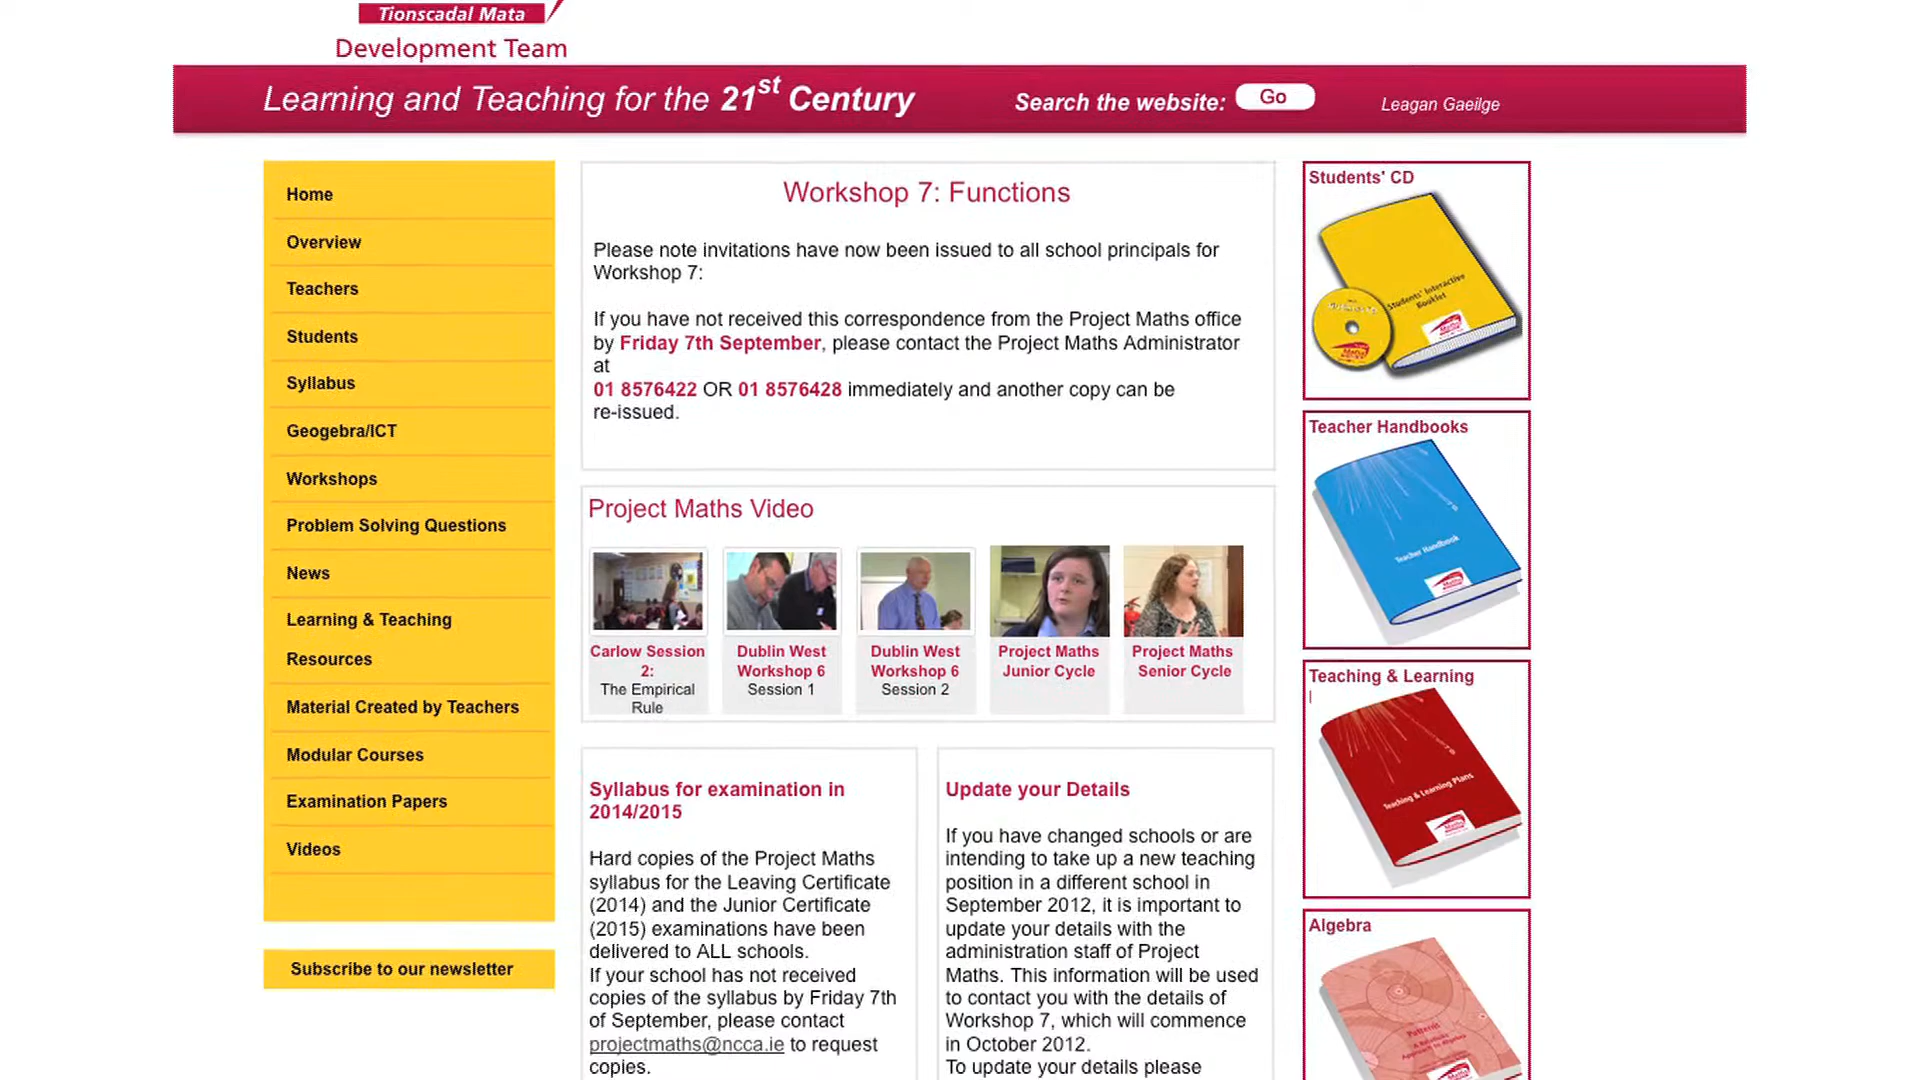 Tionscadal Mata
Development Team
Learning and Teaching for the 21st Century
Search the website:
Go
Leagan Gaeilge
Home
Overview
Teachers
Students
Syllabus
Geogebra/ICT
Workshops
Problem Solving Questions
News
Learning & Teaching
Resources
Material Created by Teachers
Modular Courses
Examination Papers
Videos
Subscribe to our newsletter
Workshop 7: Functions
Please note invitations have now been issued to all school principals for
Workshop 7:
If you have not received this correspondence from the Project Maths office
by Friday 7th September, please contact the Project Maths Administrator
at
01 8576422 OR 01 8576428 immediately and another copy can be
re-issued.
Project Maths Video
Carlow Session
2:
The Empirical
Rule
Dublin West
Workshop 6
Session 1
Dublin West
Workshop 6
Session 2
Project Maths
Junior Cycle
Project Maths
Senior Cycle
Syllabus for examination in
2014/2015
Hard copies of the Project Maths
syllabus for the Leaving Certificate
(2014) and the Junior Certificate
(2015) examinations have been
delivered to ALL schools.
If your school has not received
copies of the syllabus by Friday 7th
of September, please contact
projectmaths@ncca.ie to request
copies.
Update your Details
If you have changed schools or are
intending to take up a new teaching
position in a different school in
September 2012, it is important to
update your details with the
administration staff of Project
Maths. This information will be used
to contact you with the details of
Workshop 7, which will commence
in October 2012.
To update your details please
Students' CD
Students' Interactive
Booklet
Teacher Handbooks
Teacher Handbook
Teaching & Learning
Teaching & Learning Plans
Algebra
Patterns
A Relations
Approach to Algebra
Maths